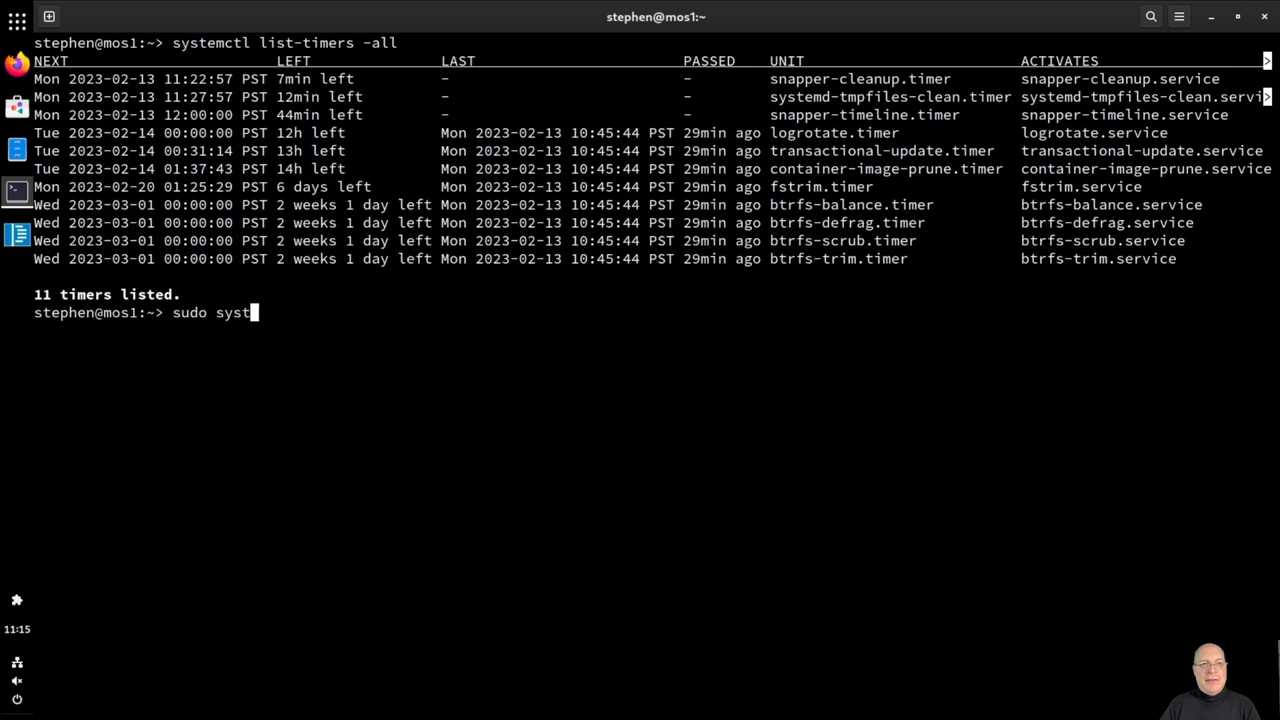 stephen@mos1:~
stephen@mos1:~> systemctl list-timers -all
NEXT LEFT LAST PASSED UNIT ACTIVATES >
Mon 2023-02-13 11:22:57 PST 7min left - - snapper-cleanup.timer snapper-cleanup.service
Mon 2023-02-13 11:27:57 PST 12min left - - systemd-tmpfiles-clean.timer systemd-tmpfiles-clean.servi>
Mon 2023-02-13 12:00:00 PST 44min left - - snapper-timeline.timer snapper-timeline.service
Tue 2023-02-14 00:00:00 PST 12h left Mon 2023-02-13 10:45:44 PST 29min ago logrotate.timer logrotate.service
Tue 2023-02-14 00:31:14 PST 13h left Mon 2023-02-13 10:45:44 PST 29min ago transactional-update.timer transactional-update.service
Tue 2023-02-14 01:37:43 PST 14h left Mon 2023-02-13 10:45:44 PST 29min ago container-image-prune.timer container-image-prune.service
Mon 2023-02-20 01:25:29 PST 6 days left Mon 2023-02-13 10:45:44 PST 29min ago fstrim.timer fstrim.service
Wed 2023-03-01 00:00:00 PST 2 weeks 1 day left Mon 2023-02-13 10:45:44 PST 29min ago btrfs-balance.timer btrfs-balance.service
Wed 2023-03-01 00:00:00 PST 2 weeks 1 day left Mon 2023-02-13 10:45:44 PST 29min ago btrfs-defrag.timer btrfs-defrag.service
Wed 2023-03-01 00:00:00 PST 2 weeks 1 day left Mon 2023-02-13 10:45:44 PST 29min ago btrfs-scrub.timer btrfs-scrub.service
Wed 2023-03-01 00:00:00 PST 2 weeks 1 day left Mon 2023-02-13 10:45:44 PST 29min ago btrfs-trim.timer btrfs-trim.service
11 timers listed.
stephen@mos1:~> sudo syst
11:15